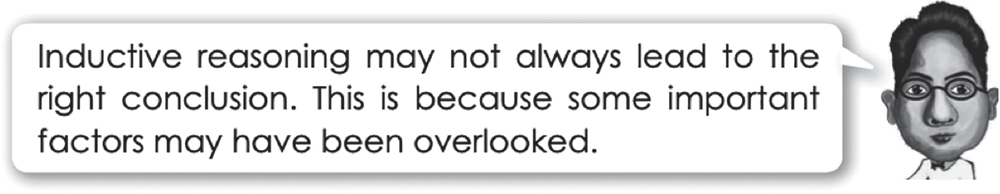 Inductive reasoning may not always lead to the
right conclusion. This is because some important
factors may have been overlooked.